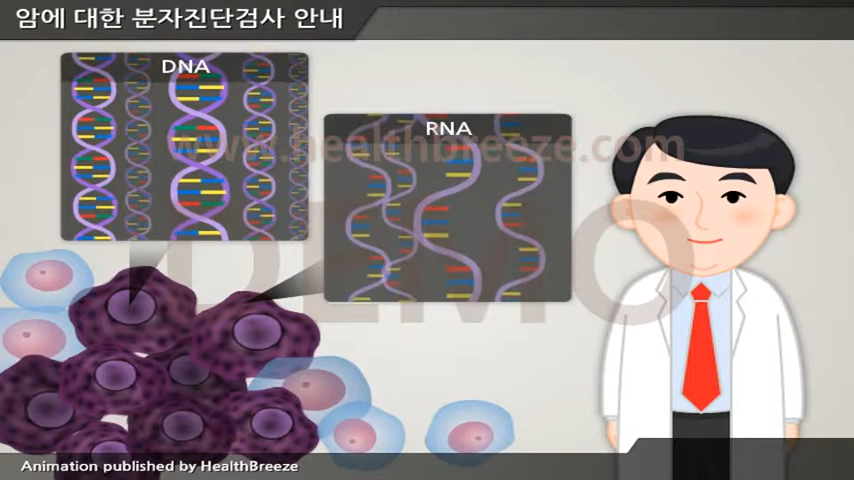 암에 대한 분자진단검사 안내
DNA
RNA
www.healthbreeze.com
DEMO
Animation published by HealthBreeze